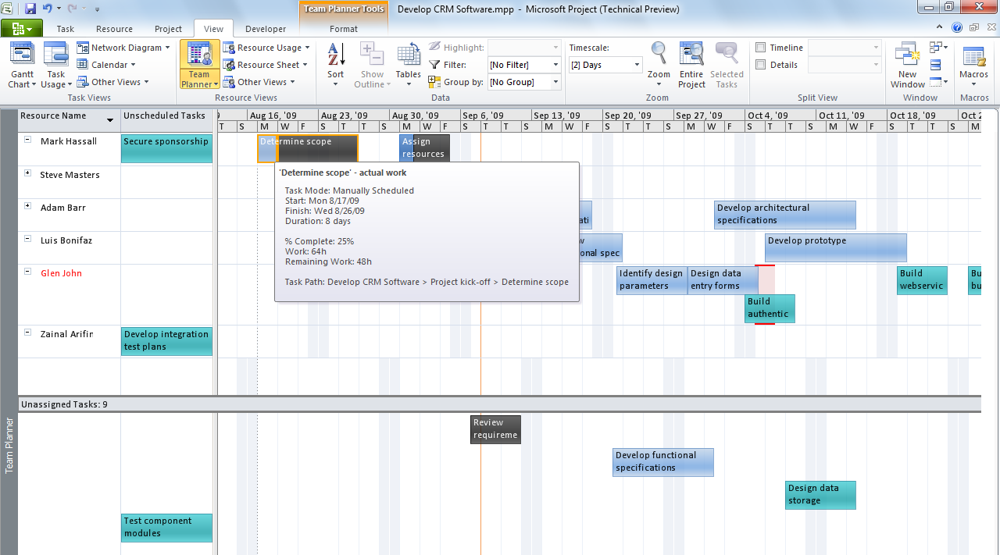 Team Planner Tools
Develop CRM Software.mpp - Microsoft Project (Technical Preview)
Task Resource Project View Developer Format
Gantt Chart
Task Usage
Network Diagram
Calendar
Other Views
Task Views
Team Planner
Resource Usage
Resource Sheet
Other Views
Resource Views
Sort
Show Outline
Tables
Highlight:
Filter: [No Filter]
Group by: [No Group]
Data
Timescale:
[2] Days
Zoom
Entire Project
Selected Tasks
Zoom
Timeline
Details
Split View
New Window
Window
Macros
Macros
Resource Name Unscheduled Tasks
Aug 16, '09 Aug 23, '09 Aug 30, '09 Sep 6, '09 Sep 13, '09 Sep 20, '09 Sep 27, '09 Oct 4, '09 Oct 11, '09 Oct 18, '09 Oct 2
T S M W F S T T S M W F S T T S M W F S T T S M W F S T T S M W F S T T S M
Mark Hassall
Secure sponsorship
Determine scope
Assign
resources
Steve Masters
'Determine scope' - actual work
Task Mode: Manually Scheduled
Start: Mon 8/17/09
Finish: Wed 8/26/09
Duration: 8 days
% Complete: 25%
Work: 64h
Remaining Work: 48h
Task Path: Develop CRM Software > Project kick-off > Determine scope
Adam Barr
ati
Develop architectural
specifications
Luis Bonifaz
w
onal spec
Develop prototype
Glen John
Identify design
parameters
Design data
entry forms
Build
authentic
Build
webservic
Bu
bu
Zainal Arifin
Develop integration
test plans
Unassigned Tasks: 9
Team Planner
Review
requireme
Develop functional
specifications
Design data
storage
Test component
modules